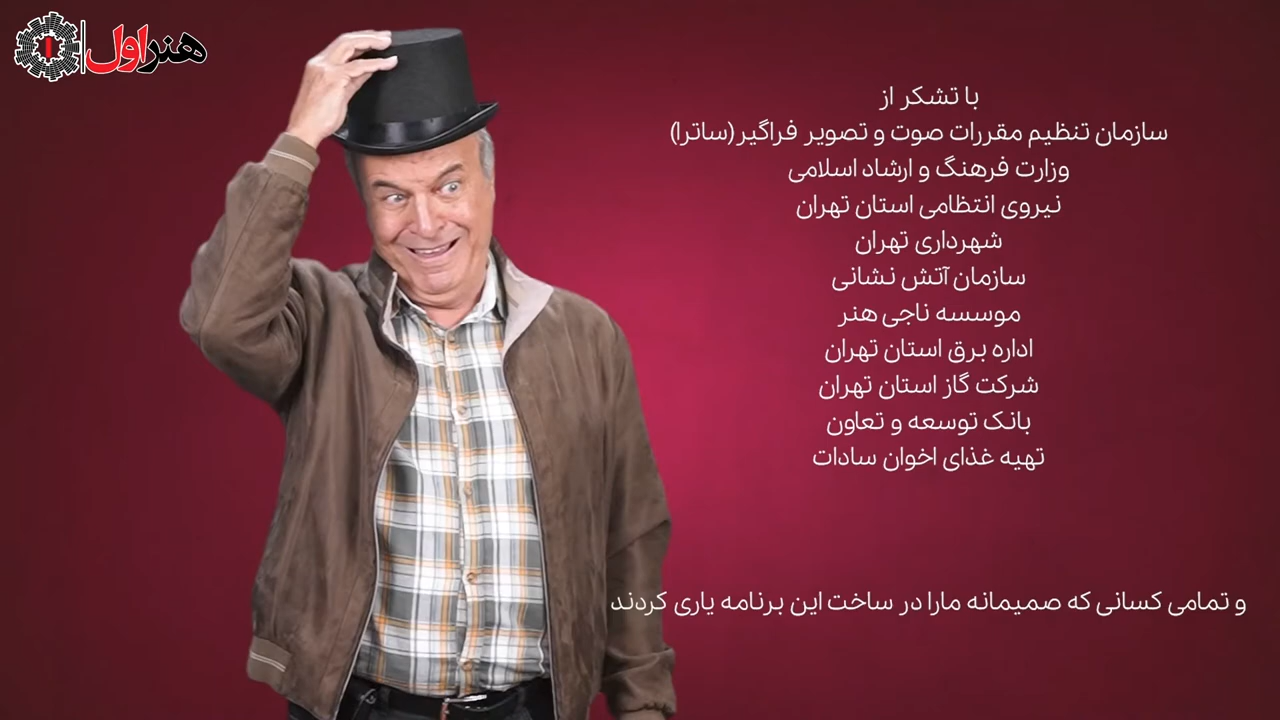 هنر اول
با تشکر از
سازمان تنظیم مقررات صوت و تصویر فراگیر(ساترا)
وزارت فرهنگ و ارشاد اسلامی
نیروی انتظامی استان تهران
شهرداری تهران
سازمان آتش نشانی
موسسه ناجی هنر
اداره برق استان تهران
شرکت گاز استان تهران
بانک توسعه و تعاون
تهیه غذای اخوان سادات
و تمامی کسانی که صمیمانه مارا در ساخت این برنامه یاری کردند